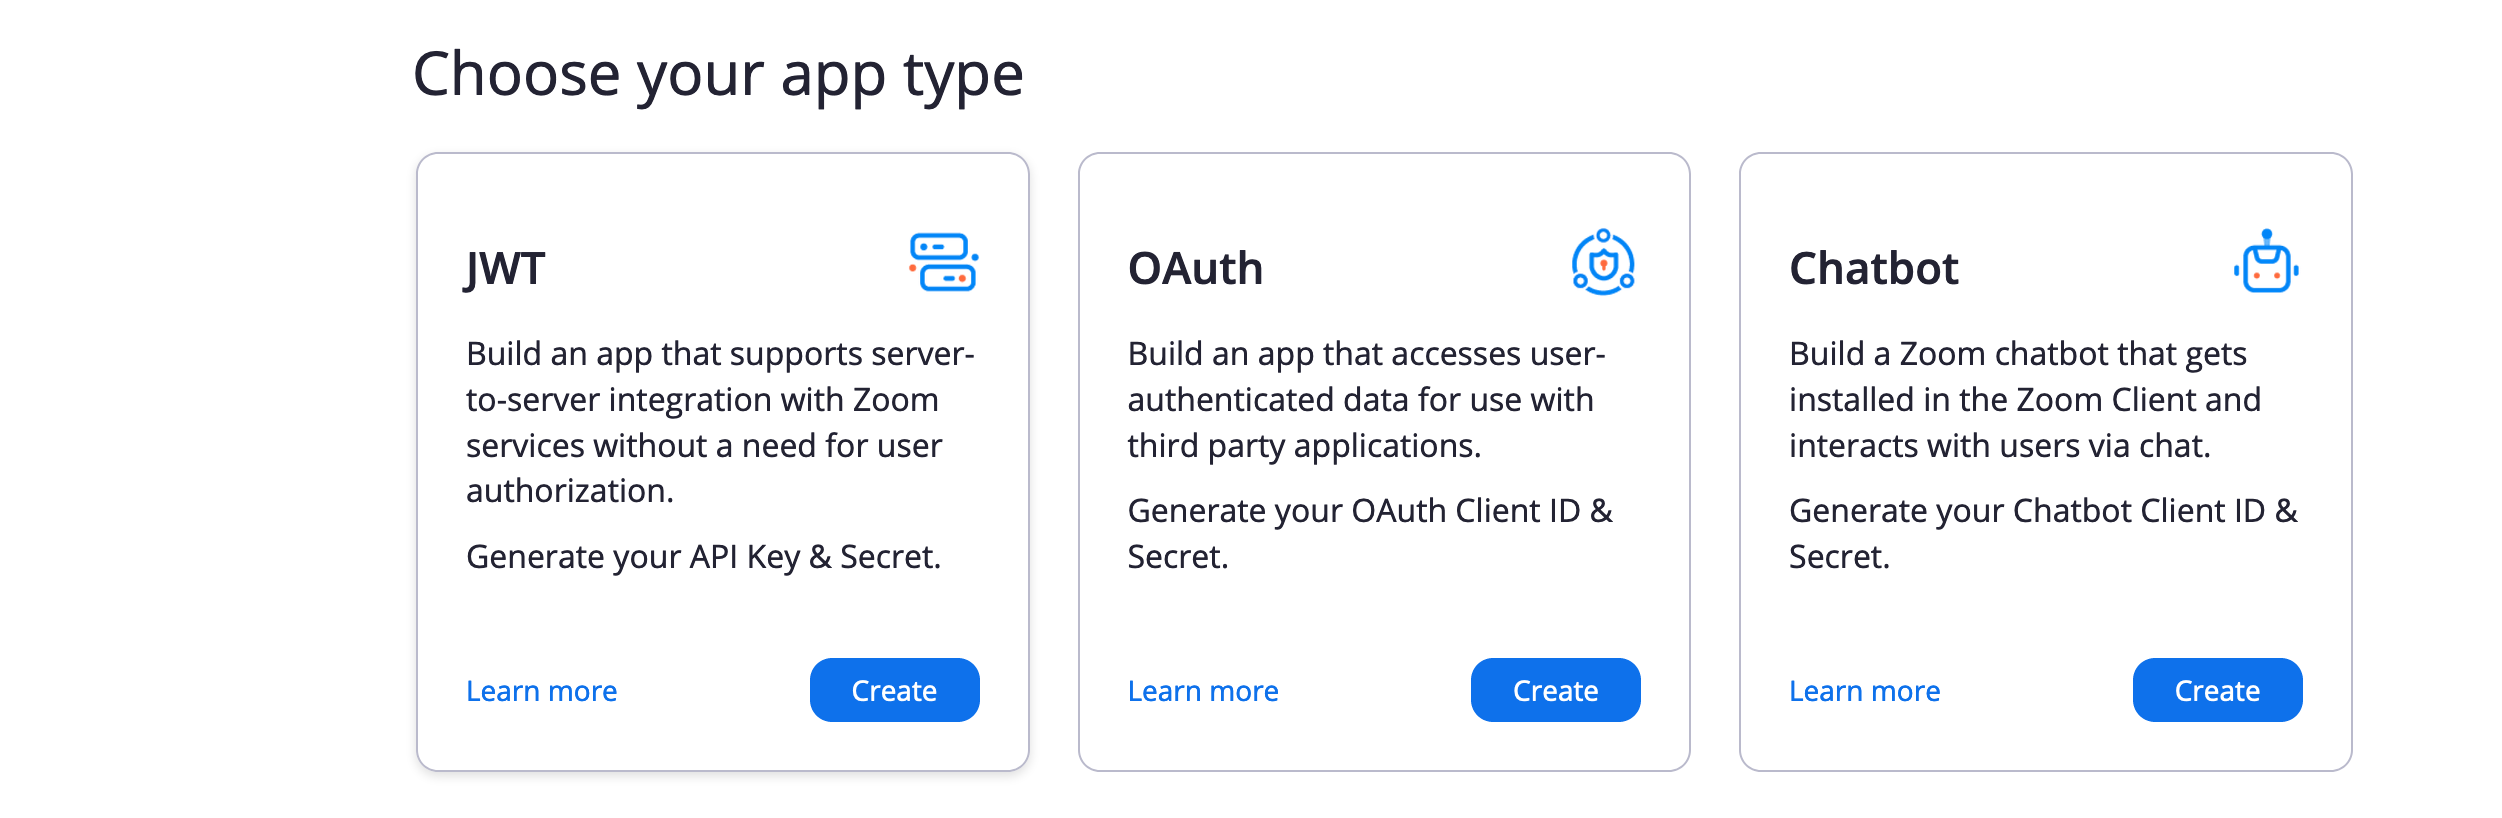 Choose your app type
JWT
Build an app that supports server-
to-server integration with Zoom
services without a need for user
authorization.
Generate your API Key & Secret.
Learn more
Create
OAuth
Build an app that accesses user-
authenticated data for use with
third party applications.
Generate your OAuth Client ID &
Secret.
Learn more
Create
Chatbot
Build a Zoom chatbot that gets
installed in the Zoom Client and
interacts with users via chat.
Generate your Chatbot Client ID &
Secret.
Learn more
Create